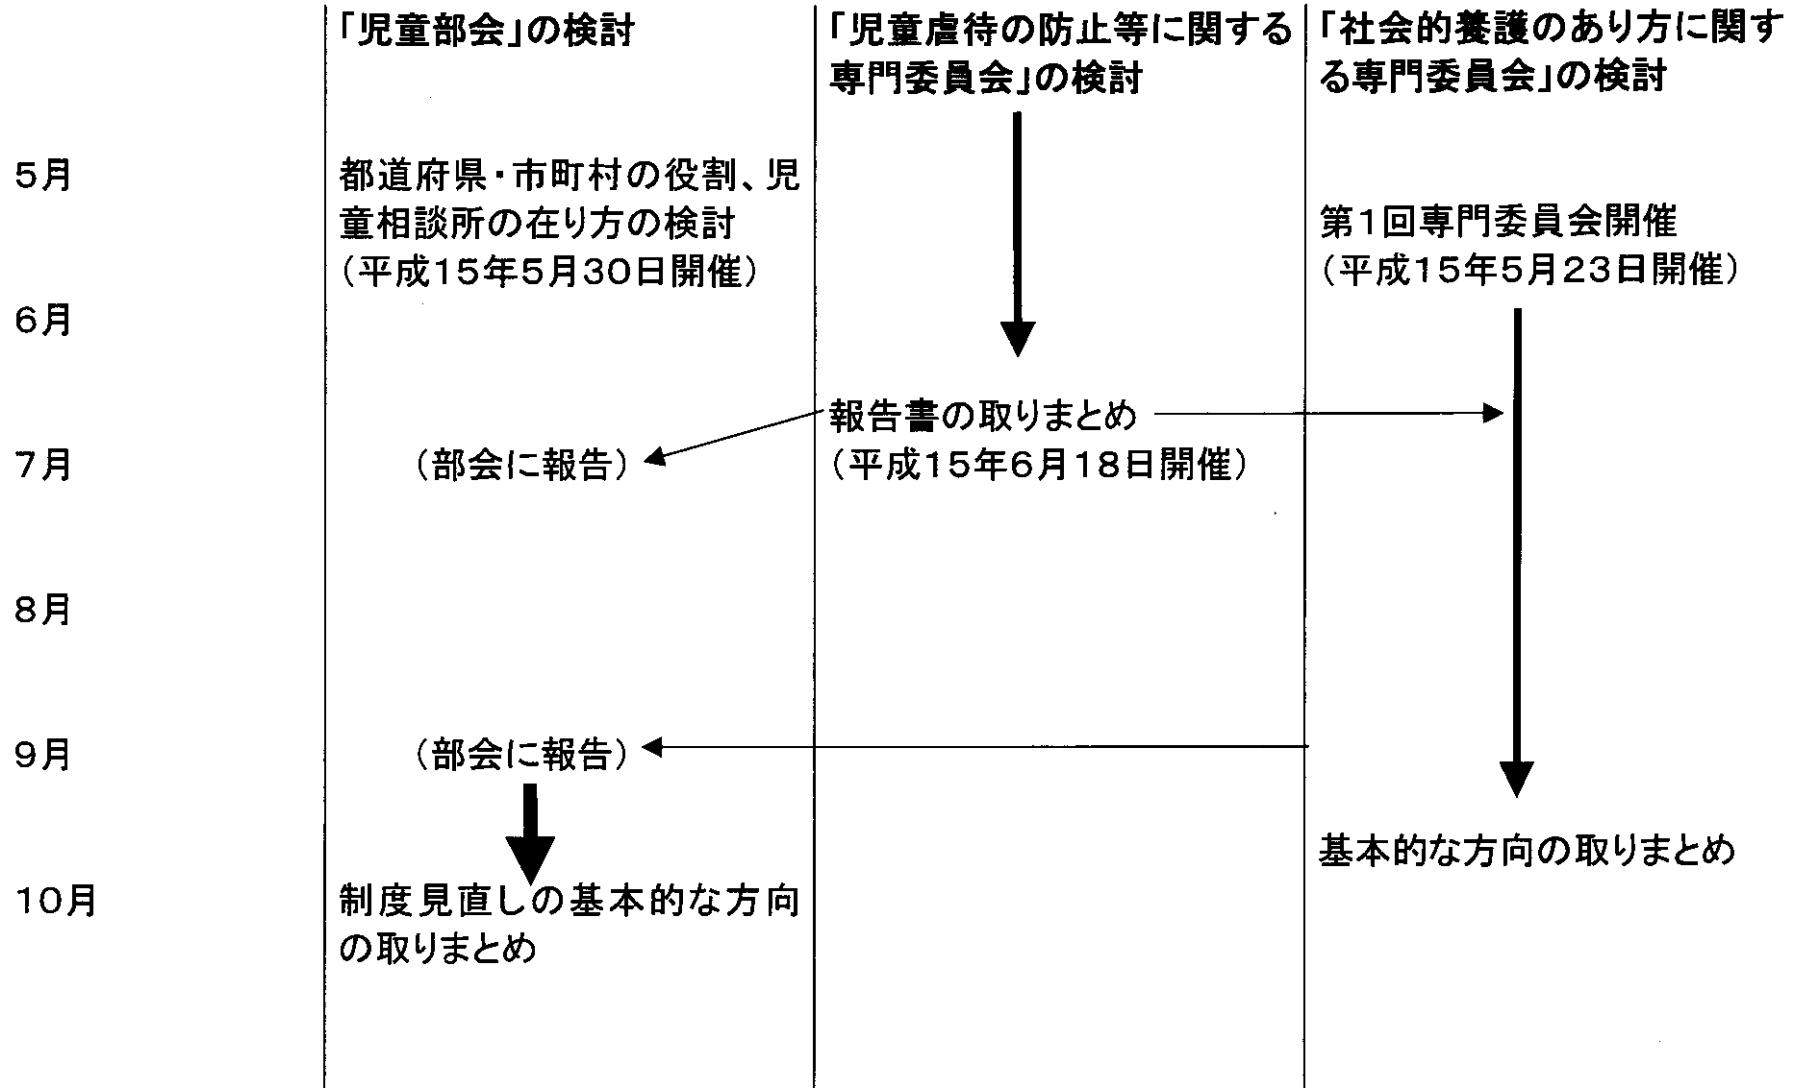 「児童部会」の検討
「児童虐待の防止等に関する
専門委員会」の検討
「社会的養護のあり方に関す
る専門委員会」の検討
5月
都道府県・市町村の役割、児
童相談所の在り方の検討
（平成15年5月30日開催）
第1回専門委員会開催
（平成15年5月23日開催）
6月
報告書の取りまとめ
（平成15年6月18日開催）
7月
（部会に報告）
8月
9月
（部会に報告）
基本的な方向の取りまとめ
10月
制度見直しの基本的な方向
の取りまとめ